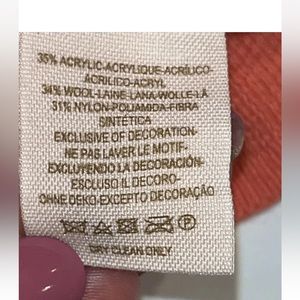 35% ACRYLIC-ACRYLIQUE-ACRÍLICO-
ACRILICO-ACRYL
34% WOOL-LAINE-LANA-WOLLE-LÃ
31% NYLON-POLIAMIDA-FIBRA
SINTÉTICA
EXCLUSIVE OF DECORATION-
NE PAS LAVER LE MOTIF-
EXCLUYENDO LA DECORACIÓN-
ESCLUSO IL DECORO-
OHNE DEKO-EXCEPTO DECORAÇÃO
P
DRY CLEAN ONLY